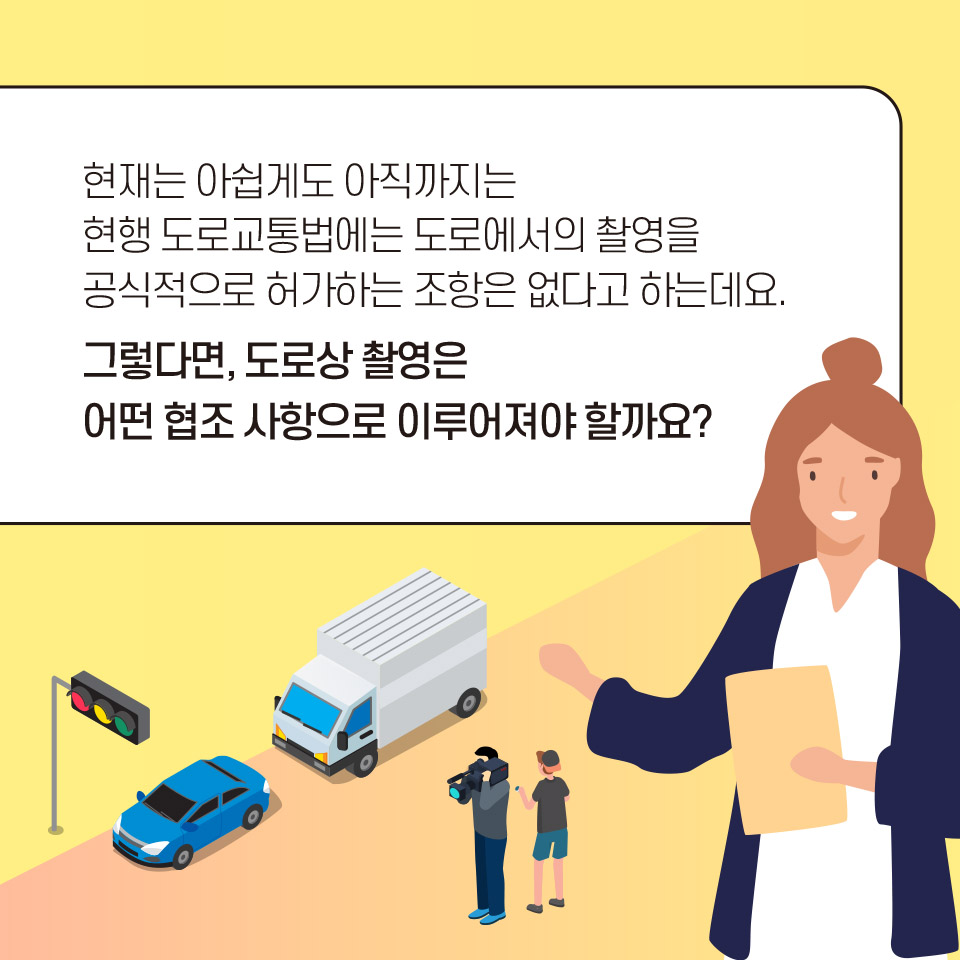 현재는 아쉽게도 아직까지는
현행 도로교통법에는 도로에서의 촬영을
공식적으로 허가하는 조항은 없다고 하는데요.
그렇다면, 도로상 촬영은
어떤 협조 사항으로 이루어져야 할까요?